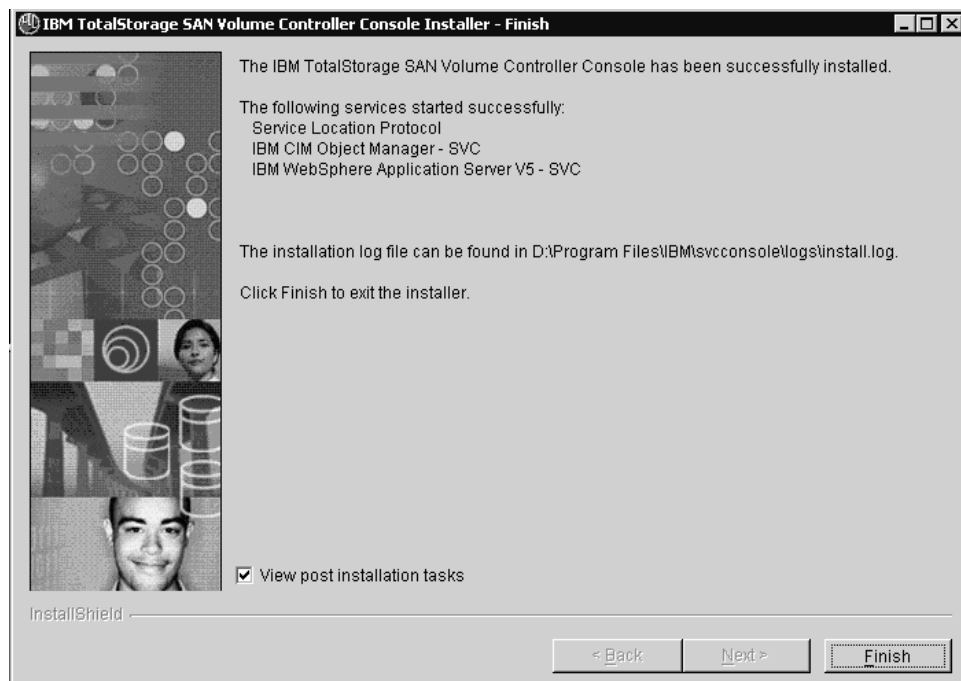 IBM TotalStorage SAN Volume Controller Console Installer - Finish
The IBM TotalStorage SAN Volume Controller Console has been successfully installed.
The following services started successfully:
Service Location Protocol
IBM CIM Object Manager - SVC
IBM WebSphere Application Server V5 - SVC
The installation log file can be found in D:\Program Files\IBM\svcconsole\logs\install.log.
Click Finish to exit the installer.
View post installation tasks
InstallShield
< Back
Next >
Finish